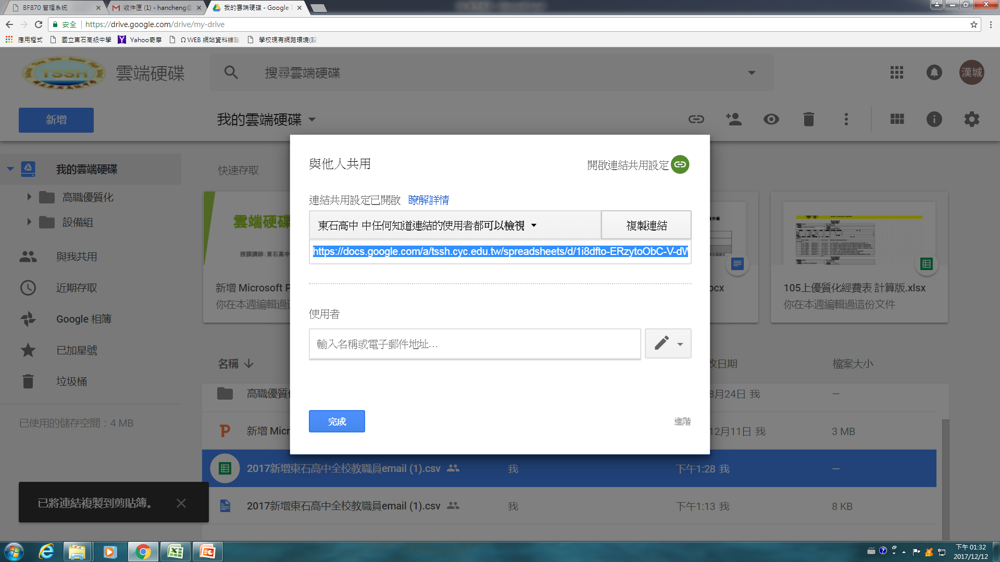 BF870 管理系統
收件匣 (1) - hancheng@
我的雲端硬碟 - Google
安全 https://drive.google.com/drive/my-drive
應用程式 國立東石高級中學 Yahoo奇摩 Ω WEB 網站資料維 學校現有網路環境(設
TSSH 雲端硬碟 搜尋雲端硬碟 漢城
新增 我的雲端硬碟
與他人共用 開啟連結共用設定
連結共用設定已開啟 瞭解詳情
東石高中 中任何知道連結的使用者都可以檢視 複製連結
https://docs.google.com/a/tssh.cyc.edu.tw/spreadsheets/d/1i8dfto-ERzytoObC-V-dW
使用者
輸入名稱或電子郵件地址...
完成 進階
我的雲端硬碟
高職優質化
設備組
與我共用
近期存取
Google 相簿
已加星號
垃圾桶
已使用的儲存空間：4 MB
快速存取
雲端硬碟
授課講師：東石高中
新增 Microsoft P
你在本週編輯過這
ocx
105上優質化經費表 計算版.xlsx
你在本週編輯過這份文件
名稱 改日期 檔案大小
高職優質化 8月24日 我 —
新增 Micr 12月11日 我 3 MB
2017新增東石高中全校教職員email (1).csv 我 下午1:28 我 —
2017新增東石高中全校教職員email (1).csv 我 下午1:13 我 8 KB
已將連結複製到剪貼簿。
下午 01:32
2017/12/12